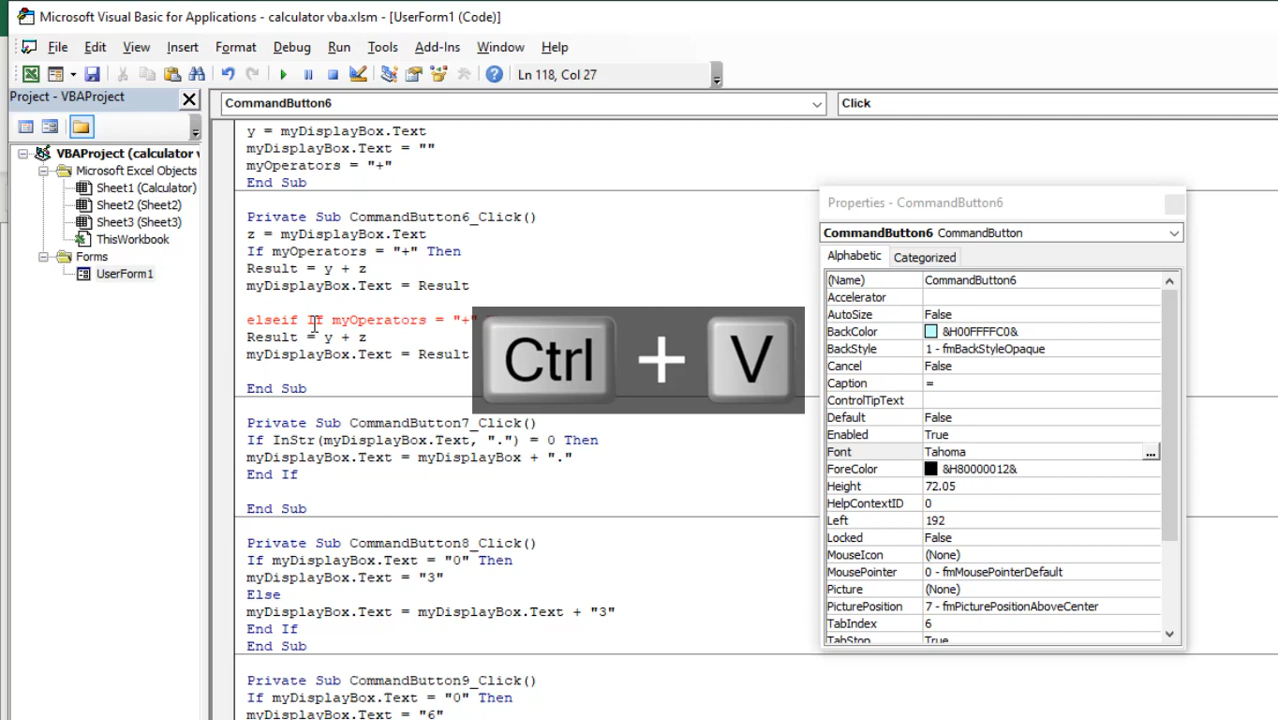 Microsoft Visual Basic for Applications - calculator vba.xlsm - [UserForm1 (Code)]
File Edit View Insert Format Debug Run Tools Add-Ins Window Help
Ln 118, Col 27
Project - VBAProject
CommandButton6
Click
VBAProject (calculator v
Microsoft Excel Objects
Sheet1 (Calculator)
Sheet2 (Sheet2)
Sheet3 (Sheet3)
ThisWorkbook
Forms
UserForm1
y = myDisplayBox.Text
myDisplayBox.Text = ""
myOperators = "+"
End Sub
Private Sub CommandButton6_Click()
z = myDisplayBox.Text
If myOperators = "+" Then
Result = y + z
myDisplayBox.Text = Result
elseif If myOperators = "+"
Result = y + z
myDisplayBox.Text = Result
End Sub
Private Sub CommandButton7_Click()
If InStr(myDisplayBox.Text, ".") = 0 Then
myDisplayBox.Text = myDisplayBox + "."
End If
End Sub
Private Sub CommandButton8_Click()
If myDisplayBox.Text = "0" Then
myDisplayBox.Text = "3"
Else
myDisplayBox.Text = myDisplayBox.Text + "3"
End If
End Sub
Private Sub CommandButton9_Click()
If myDisplayBox.Text = "0" Then
myDisplayBox.Text = "6"
Ctrl + V
Properties - CommandButton6
CommandButton6 CommandButton
Alphabetic Categorized
(Name) CommandButton6
Accelerator
AutoSize False
BackColor &H00FFFFC0&
BackStyle 1 - fmBackStyleOpaque
Cancel False
Caption =
ControlTipText
Default False
Enabled True
Font Tahoma ...
ForeColor &H80000012&
Height 72.05
HelpContextID 0
Left 192
Locked False
MouseIcon (None)
MousePointer 0 - fmMousePointerDefault
Picture (None)
PicturePosition 7 - fmPicturePositionAboveCenter
TabIndex 6
TabStop True